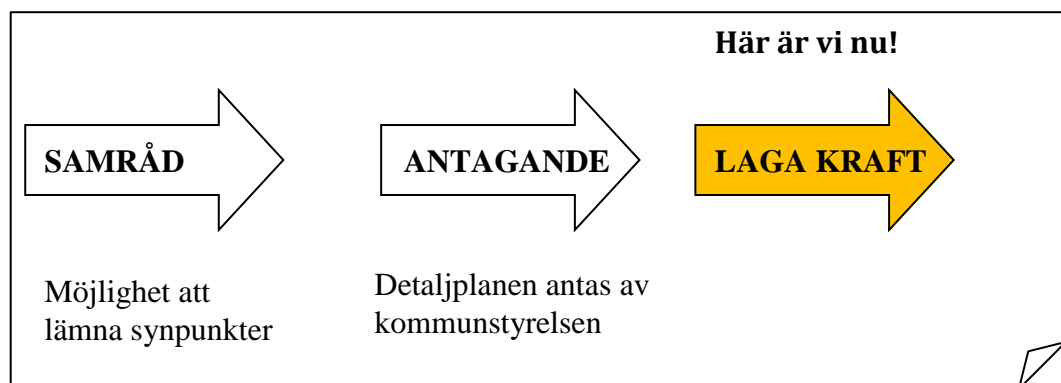 Här är vi nu!
SAMRÅD
ANTAGANDE
LAGA KRAFT
Möjlighet att
lämna synpunkter
Detaljplanen antas av
kommunstyrelsen